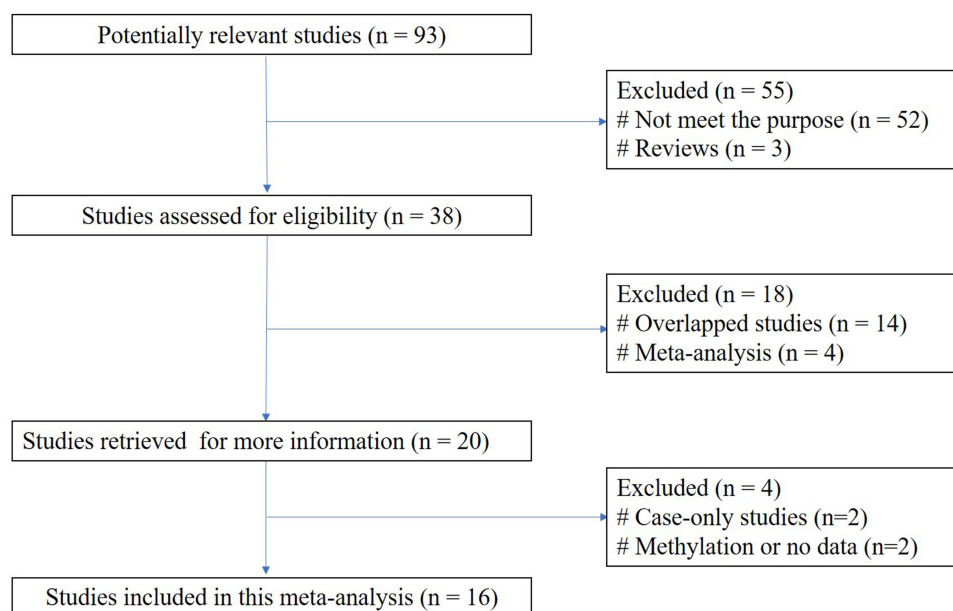 Potentially relevant studies (n = 93)
Excluded (n = 55)
# Not meet the purpose (n = 52)
# Reviews (n = 3)
Studies assessed for eligibility (n = 38)
Excluded (n = 18)
# Overlapped studies (n = 14)
# Meta-analysis (n = 4)
Studies retrieved for more information (n = 20)
Excluded (n = 4)
# Case-only studies (n=2)
# Methylation or no data (n=2)
Studies included in this meta-analysis (n = 16)